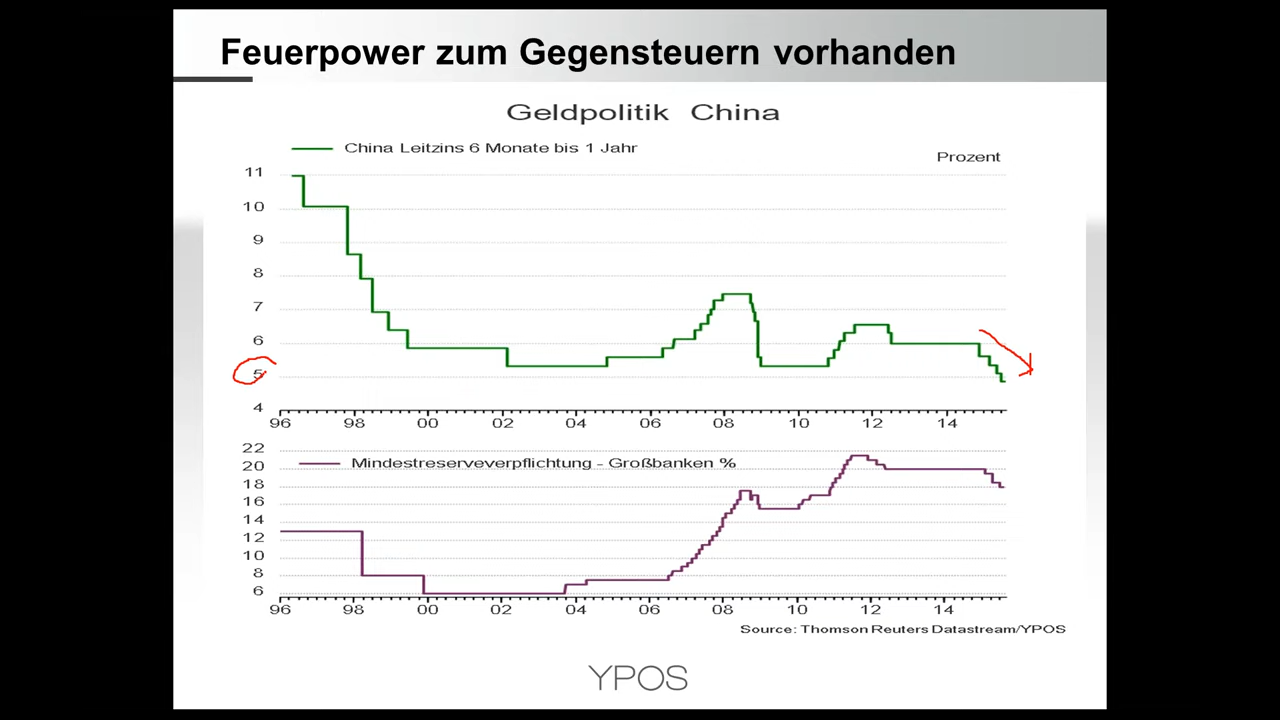 Feuerpower zum Gegensteuern vorhanden
Geldpolitik China
China Leitzins 6 Monate bis 1 Jahr
Prozent
11
10
9
8
7
6
5
4
96 98 00 02 04 06 08 10 12 14
Mindestreserveverpflichtung - Großbanken %
22
20
18
16
14
12
10
8
6
96 98 00 02 04 06 08 10 12 14
Source: Thomson Reuters Datastream/YPOS
YPOS